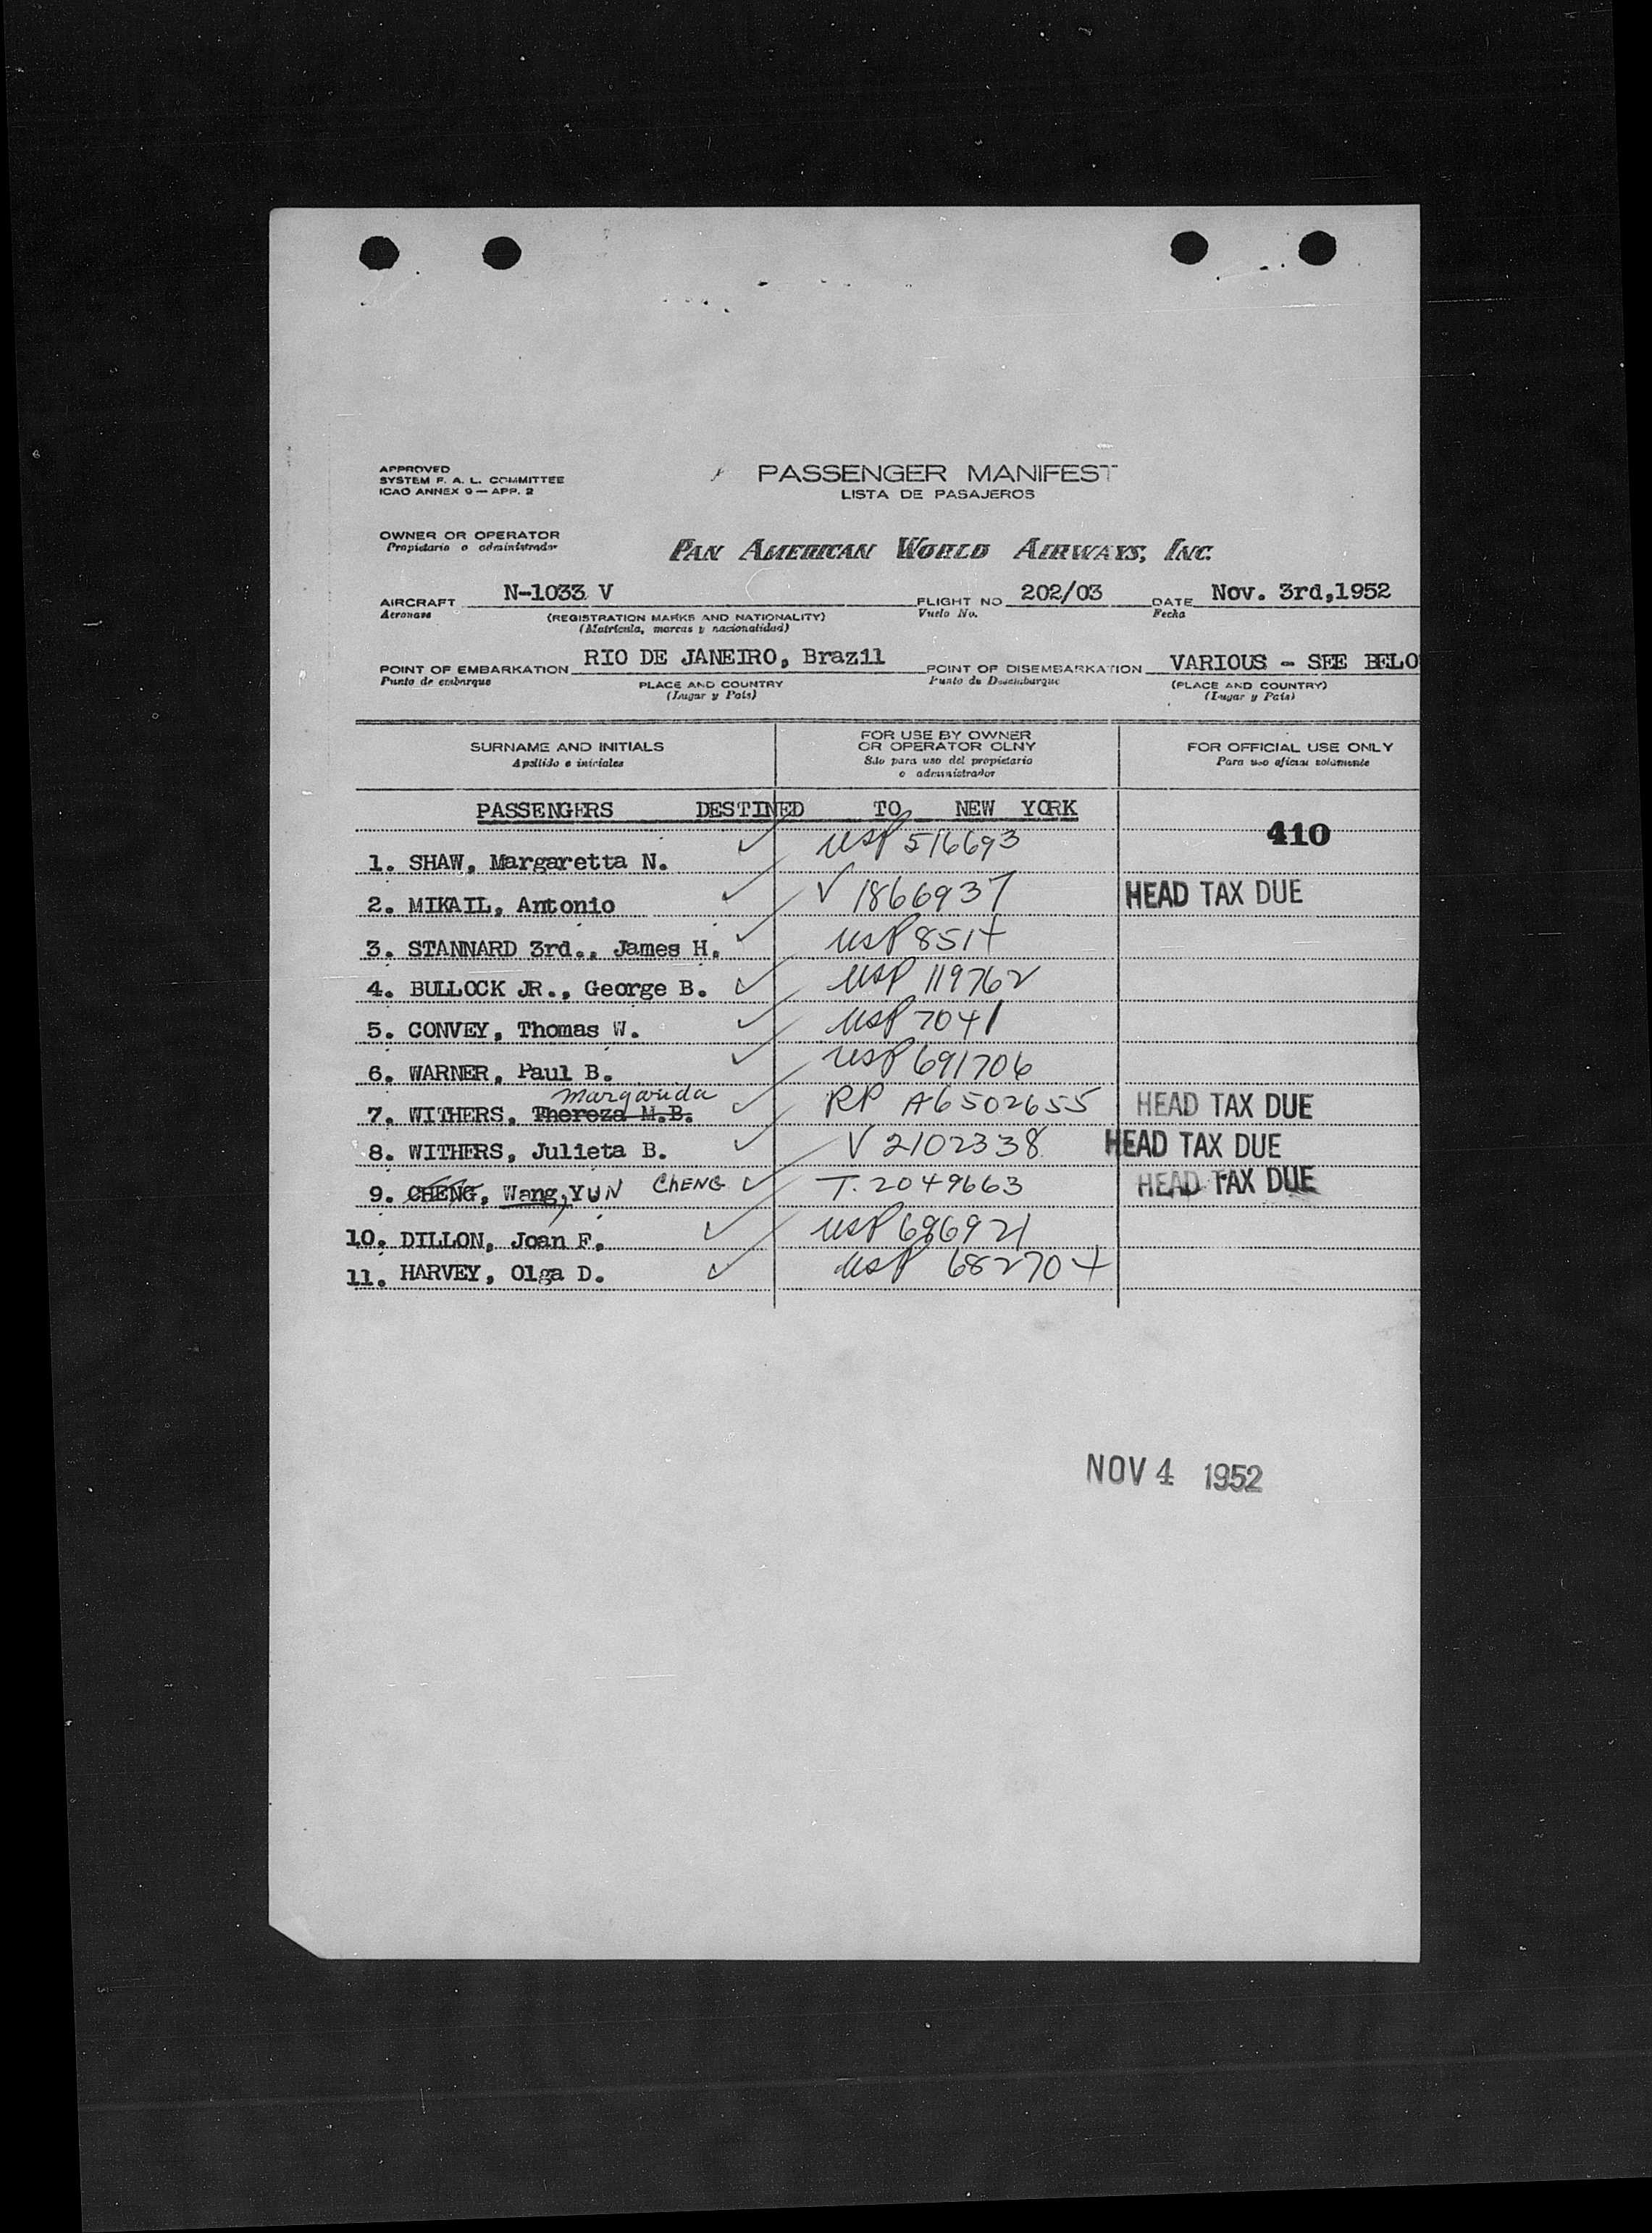 APPROVED
SYSTEM F. A. L. COMMITTEE
ICAO ANNEX 9 — APP. 2
PASSENGER MANIFEST
LISTA DE PASAJEROS
OWNER OR OPERATOR
Propietario o administrador
PAN AMERICAN WORLD AIRWAYS, INC.
AIRCRAFT N-1033 V FLIGHT NO 202/03 DATE Nov. 3rd,1952
Aeronave (REGISTRATION MARKS AND NATIONALITY) Vuelo No. Fecha
(Matrícula, marcas y nacionalidad)
POINT OF EMBARKATION RIO DE JANEIRO, Brazil POINT OF DISEMBARKATION VARIOUS - SEE BELO
Punto de embarque PLACE AND COUNTRY Punto de Desembarque (PLACE AND COUNTRY)
(Lugar y País) (Lugar y País)
SURNAME AND INITIALS
Apellido e iniciales
FOR USE BY OWNER
OR OPERATOR OLNY
Sólo para uso del propietario
o administrador
FOR OFFICIAL USE ONLY
Para uso oficial solamente
PASSENGERS DESTINED TO NEW YORK
410
1. SHAW, Margaretta N. ✓ USP 516693
2. MIKAIL, Antonio ✓ V 1866937 HEAD TAX DUE
3. STANNARD 3rd., James H. ✓ USP 8514
4. BULLOCK JR., George B. ✓ USP 119762
5. CONVEY, Thomas W. ✓ USP 7041
6. WARNER, Paul B. ✓ USP 691706
Margarida
7. WITHERS, Thereza M.B. ✓ RP A6502655 HEAD TAX DUE
8. WITHERS, Julieta B. ✓ V 2102338 HEAD TAX DUE
9. CHENG, Wang, YUN CHENG ✓ T. 2049663 HEAD TAX DUE
10. DILLON, Joan F. ✓ USP 686921
11. HARVEY, Olga D. ✓ USP 682704
NOV 4 1952